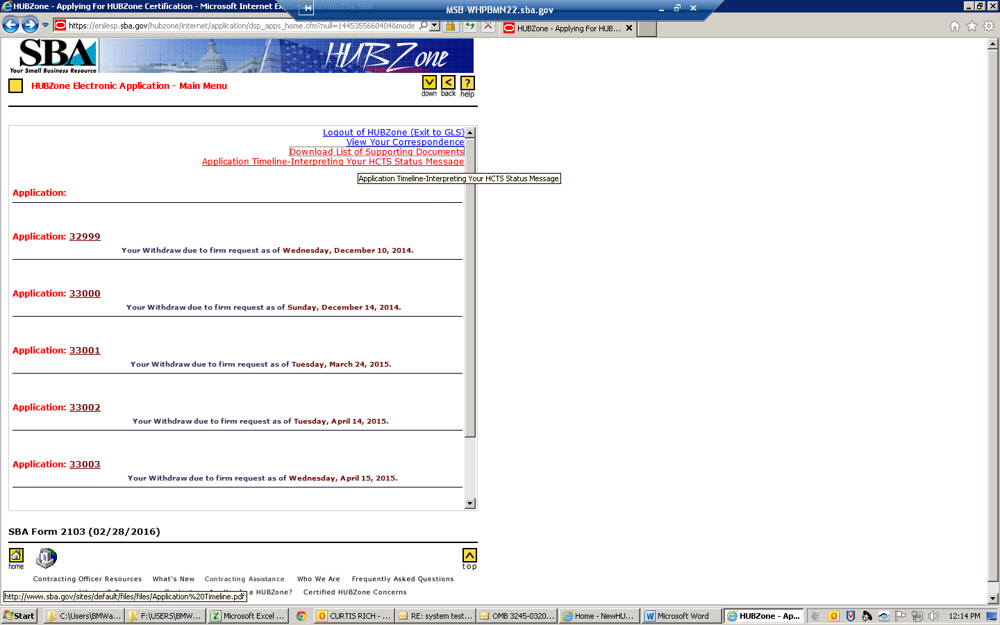 HUBZone - Applying For HUBZone Certification - Microsoft Internet Exp provided by SBA
MSB-WHPBMN22.sba.gov
https://enilesp.sba.gov/hubzone/internet/application/dsp_apps_home.cfm?null=1445355660404&mode
HUBZone - Applying For HUB...
SBA
Your Small Business Resource
HUBZone
HUBZone Electronic Application - Main Menu
down back help
Logout of HUBZone (Exit to GLS)
View Your Correspondence
Download List of Supporting Documents
Application Timeline-Interpreting Your HCTS Status Message
Application Timeline-Interpreting Your HCTS Status Message
Application:
Application: 32999
Your Withdraw due to firm request as of Wednesday, December 10, 2014.
Application: 33000
Your Withdraw due to firm request as of Sunday, December 14, 2014.
Application: 33001
Your Withdraw due to firm request as of Tuesday, March 24, 2015.
Application: 33002
Your Withdraw due to firm request as of Tuesday, April 14, 2015.
Application: 33003
Your Withdraw due to firm request as of Wednesday, April 15, 2015.
SBA Form 2103 (02/28/2016)
home
top
Contracting Officer Resources What's New Contracting Assistance Who We Are Frequently Asked Questions
a HUBZone? Certified HUBZone Concerns
http://www.sba.gov/sites/default/files/files/Application%20Timeline.pdf
Start C:\Users\BMWa... F:\USERS\BMW... Microsoft Excel ... CURTIS RICH - ... RE: system test... OMB 3245-0320... Home - NewHU... Microsoft Word HUBZone - Ap... 12:14 PM